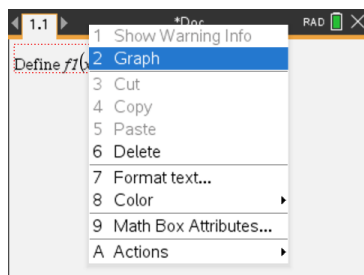 1.1 *Doc RAD
1 Show Warning Info
Define f1(x
2 Graph
3 Cut
4 Copy
5 Paste
6 Delete
7 Format text...
8 Color
9 Math Box Attributes...
A Actions